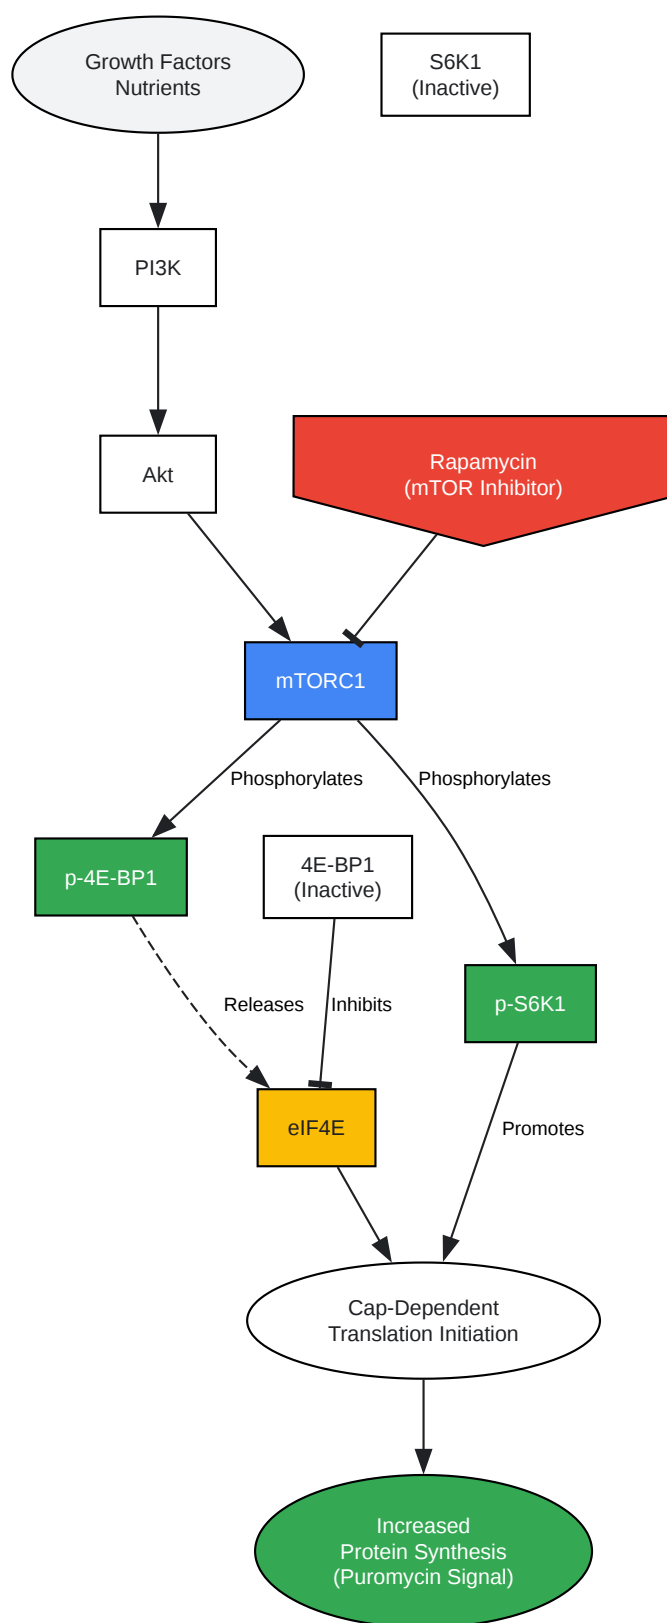 Growth Factors
Nutrients
S6K1
(Inactive)
PI3K
Akt
Rapamycin
(mTOR Inhibitor)
mTORC1
Phosphorylates
Phosphorylates
p-4E-BP1
4E-BP1
(Inactive)
p-S6K1
Releases
Inhibits
eIF4E
Promotes
Cap-Dependent
Translation Initiation
Increased
Protein Synthesis
(Puromycin Signal)